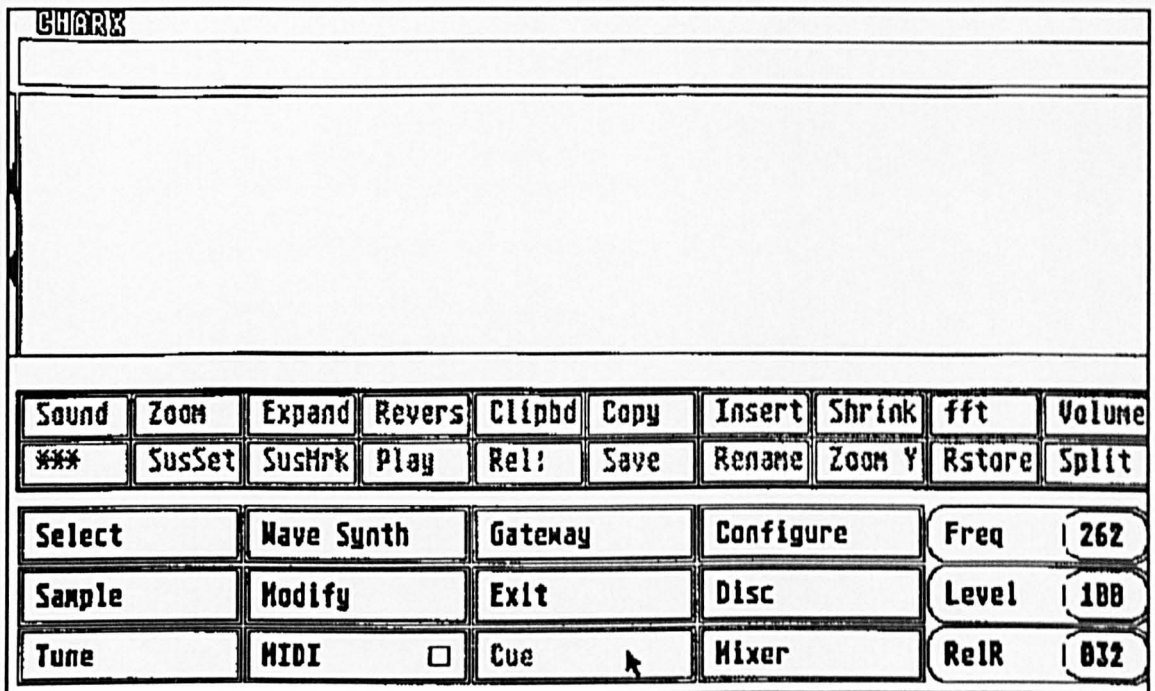 CHARX
Sound Zoom Expand Revers Clipbd Copy Insert Shrink fft Volume
*** SusSet SusMrk Play Rel: Save Rename Zoom Y Rstore Split
Select Wave Synth Gateway Configure Freq 262
Sample Modify Exit Disc Level 100
Tune MIDI Cue Mixer RelR 032